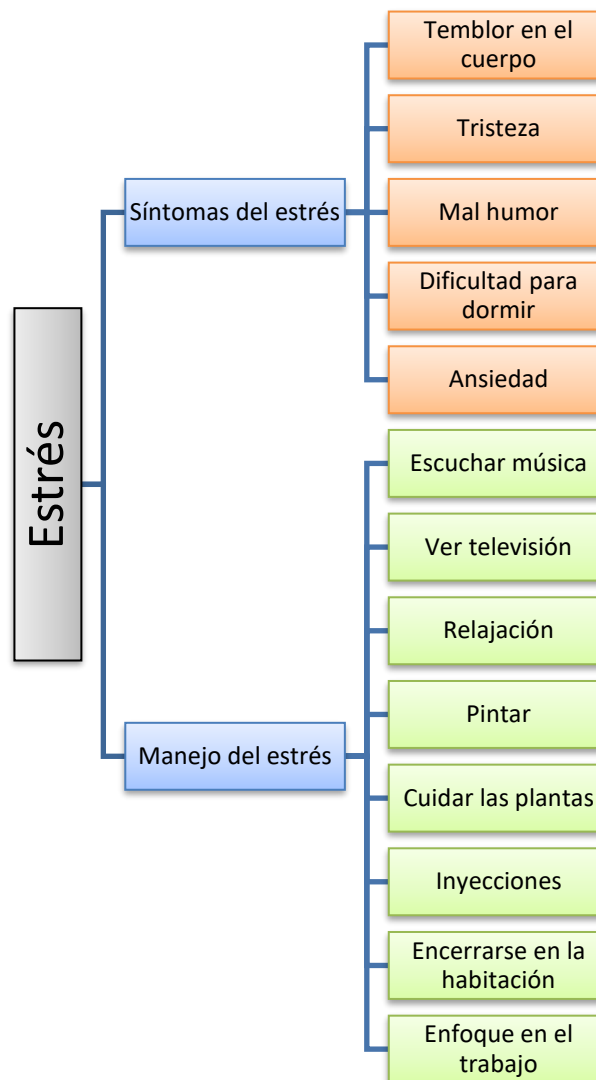 Estrés
Síntomas del estrés
Temblor en el
cuerpo
Tristeza
Mal humor
Dificultad para
dormir
Ansiedad
Manejo del estrés
Escuchar música
Ver televisión
Relajación
Pintar
Cuidar las plantas
Inyecciones
Encerrarse en la
habitación
Enfoque en el
trabajo